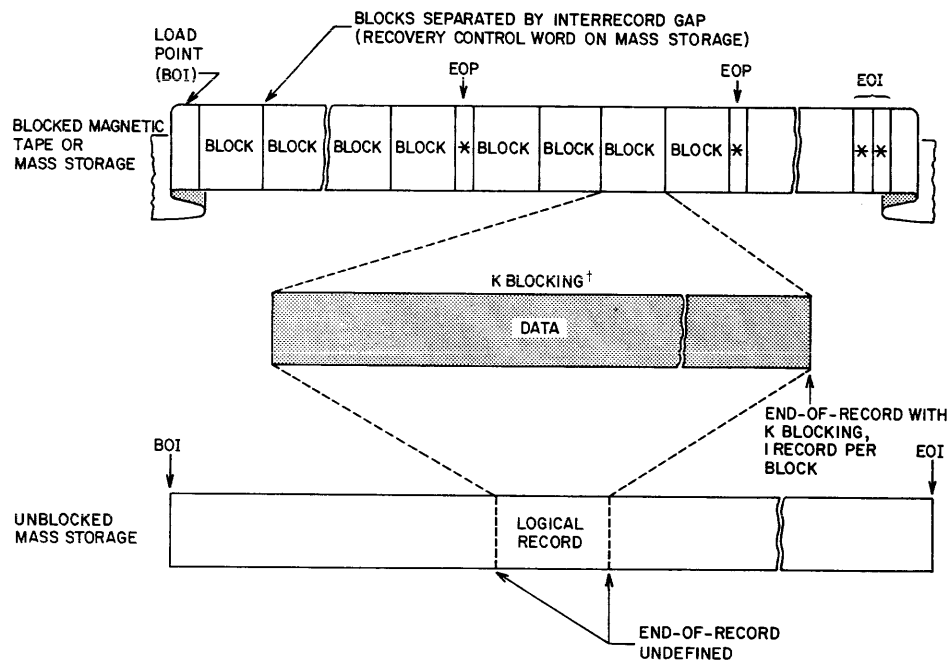 BLOCKS SEPARATED BY INTERRECORD GAP
(RECOVERY CONTROL WORD ON MASS STORAGE)
LOAD
POINT
(BOI)
EOP
EOP
EOI
BLOCKED MAGNETIC
TAPE OR
MASS STORAGE
BLOCK BLOCK BLOCK BLOCK * BLOCK BLOCK BLOCK BLOCK * * *
K BLOCKING†
DATA
END-OF-RECORD WITH
K BLOCKING,
1 RECORD PER
BLOCK
BOI
EOI
UNBLOCKED
MASS STORAGE
LOGICAL
RECORD
END-OF-RECORD
UNDEFINED